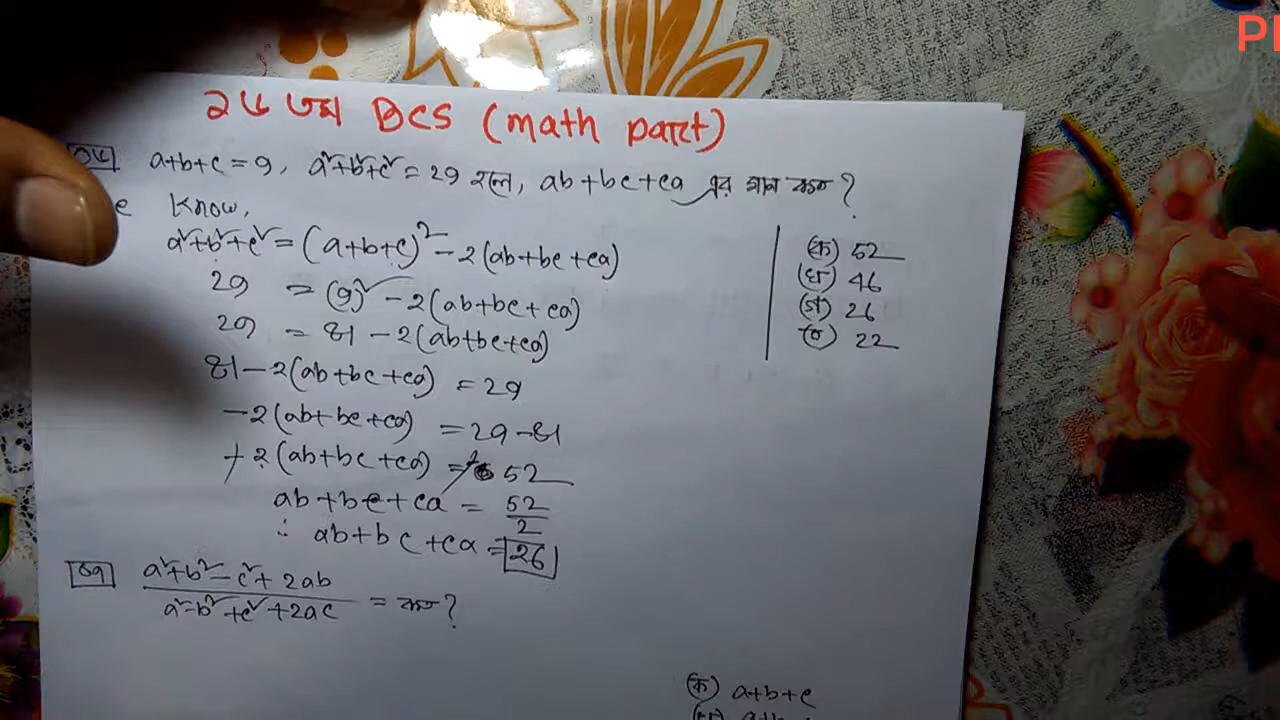 ২৬ তম BCS (math part)
০৬ a+b+c = 9, a²+b²+c² = 29 হলে, ab+bc+ca এর মান কত?
e Know,
a²+b²+c² = (a+b+c)² - 2(ab+bc+ca)
29 = (9)² - 2(ab+bc+ca)
29 = 81 - 2(ab+bc+ca)
81 - 2(ab+bc+ca) = 29
- 2(ab+bc+ca) = 29 - 81
+ 2(ab+bc+ca) = + 52
ab+bc+ca = 52/2
∴ ab+bc+ca = 26
(ক) 52
(খ) 46
(গ) 26
(ঘ) 22
০৭ a²+b²-c²+2ab / a²-b²+c²+2ac = কত?
(ক) a+b+c
PI